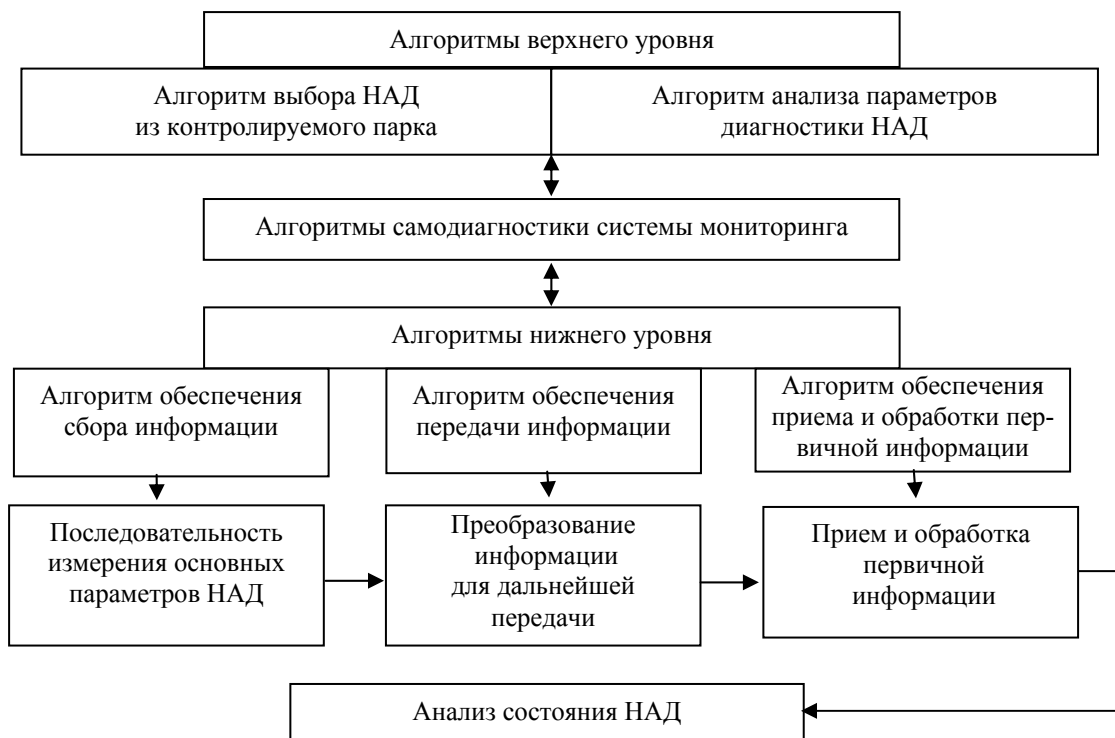 Алгоритмы верхнего уровня
Алгоритм выбора НАД
из контролируемого парка
Алгоритм анализа параметров
диагностики НАД
Алгоритмы самодиагностики системы мониторинга
Алгоритмы нижнего уровня
Алгоритм обеспечения
сбора информации
Алгоритм обеспечения
передачи информации
Алгоритм обеспечения
приема и обработки пер-
вичной информации
Последовательность
измерения основных
параметров НАД
Преобразование
информации
для дальнейшей
передачи
Прием и обработка
первичной
информации
Анализ состояния НАД